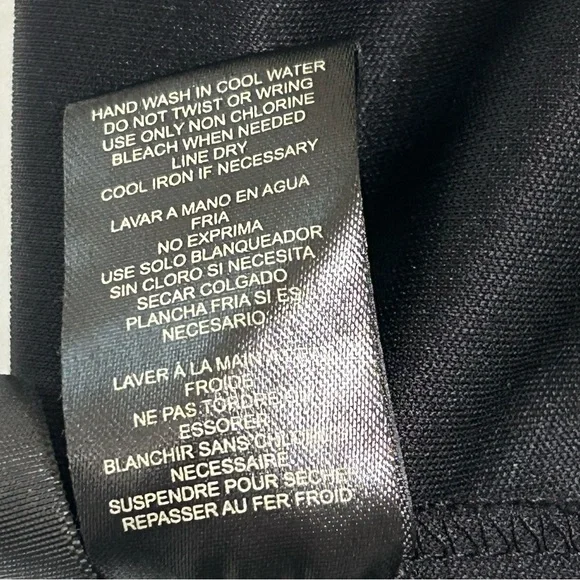 HAND WASH IN COOL WATER
DO NOT TWIST OR WRING
USE ONLY NON CHLORINE
BLEACH WHEN NEEDED
LINE DRY
COOL IRON IF NECESSARY
LAVAR A MANO EN AGUA
FRIA
NO EXPRIMA
USE SOLO BLANQUEADOR
SIN CLORO SI NECESITA
SECAR COLGADO
PLANCHA FRIA SI ES
NECESARIO
LAVER À LA MAIN
FROIDE
NE PAS TORDRE
ESSORER
BLANCHIR SANS
NECESSAIRE
SUSPENDRE POUR SECHER
REPASSER AU FER FROID